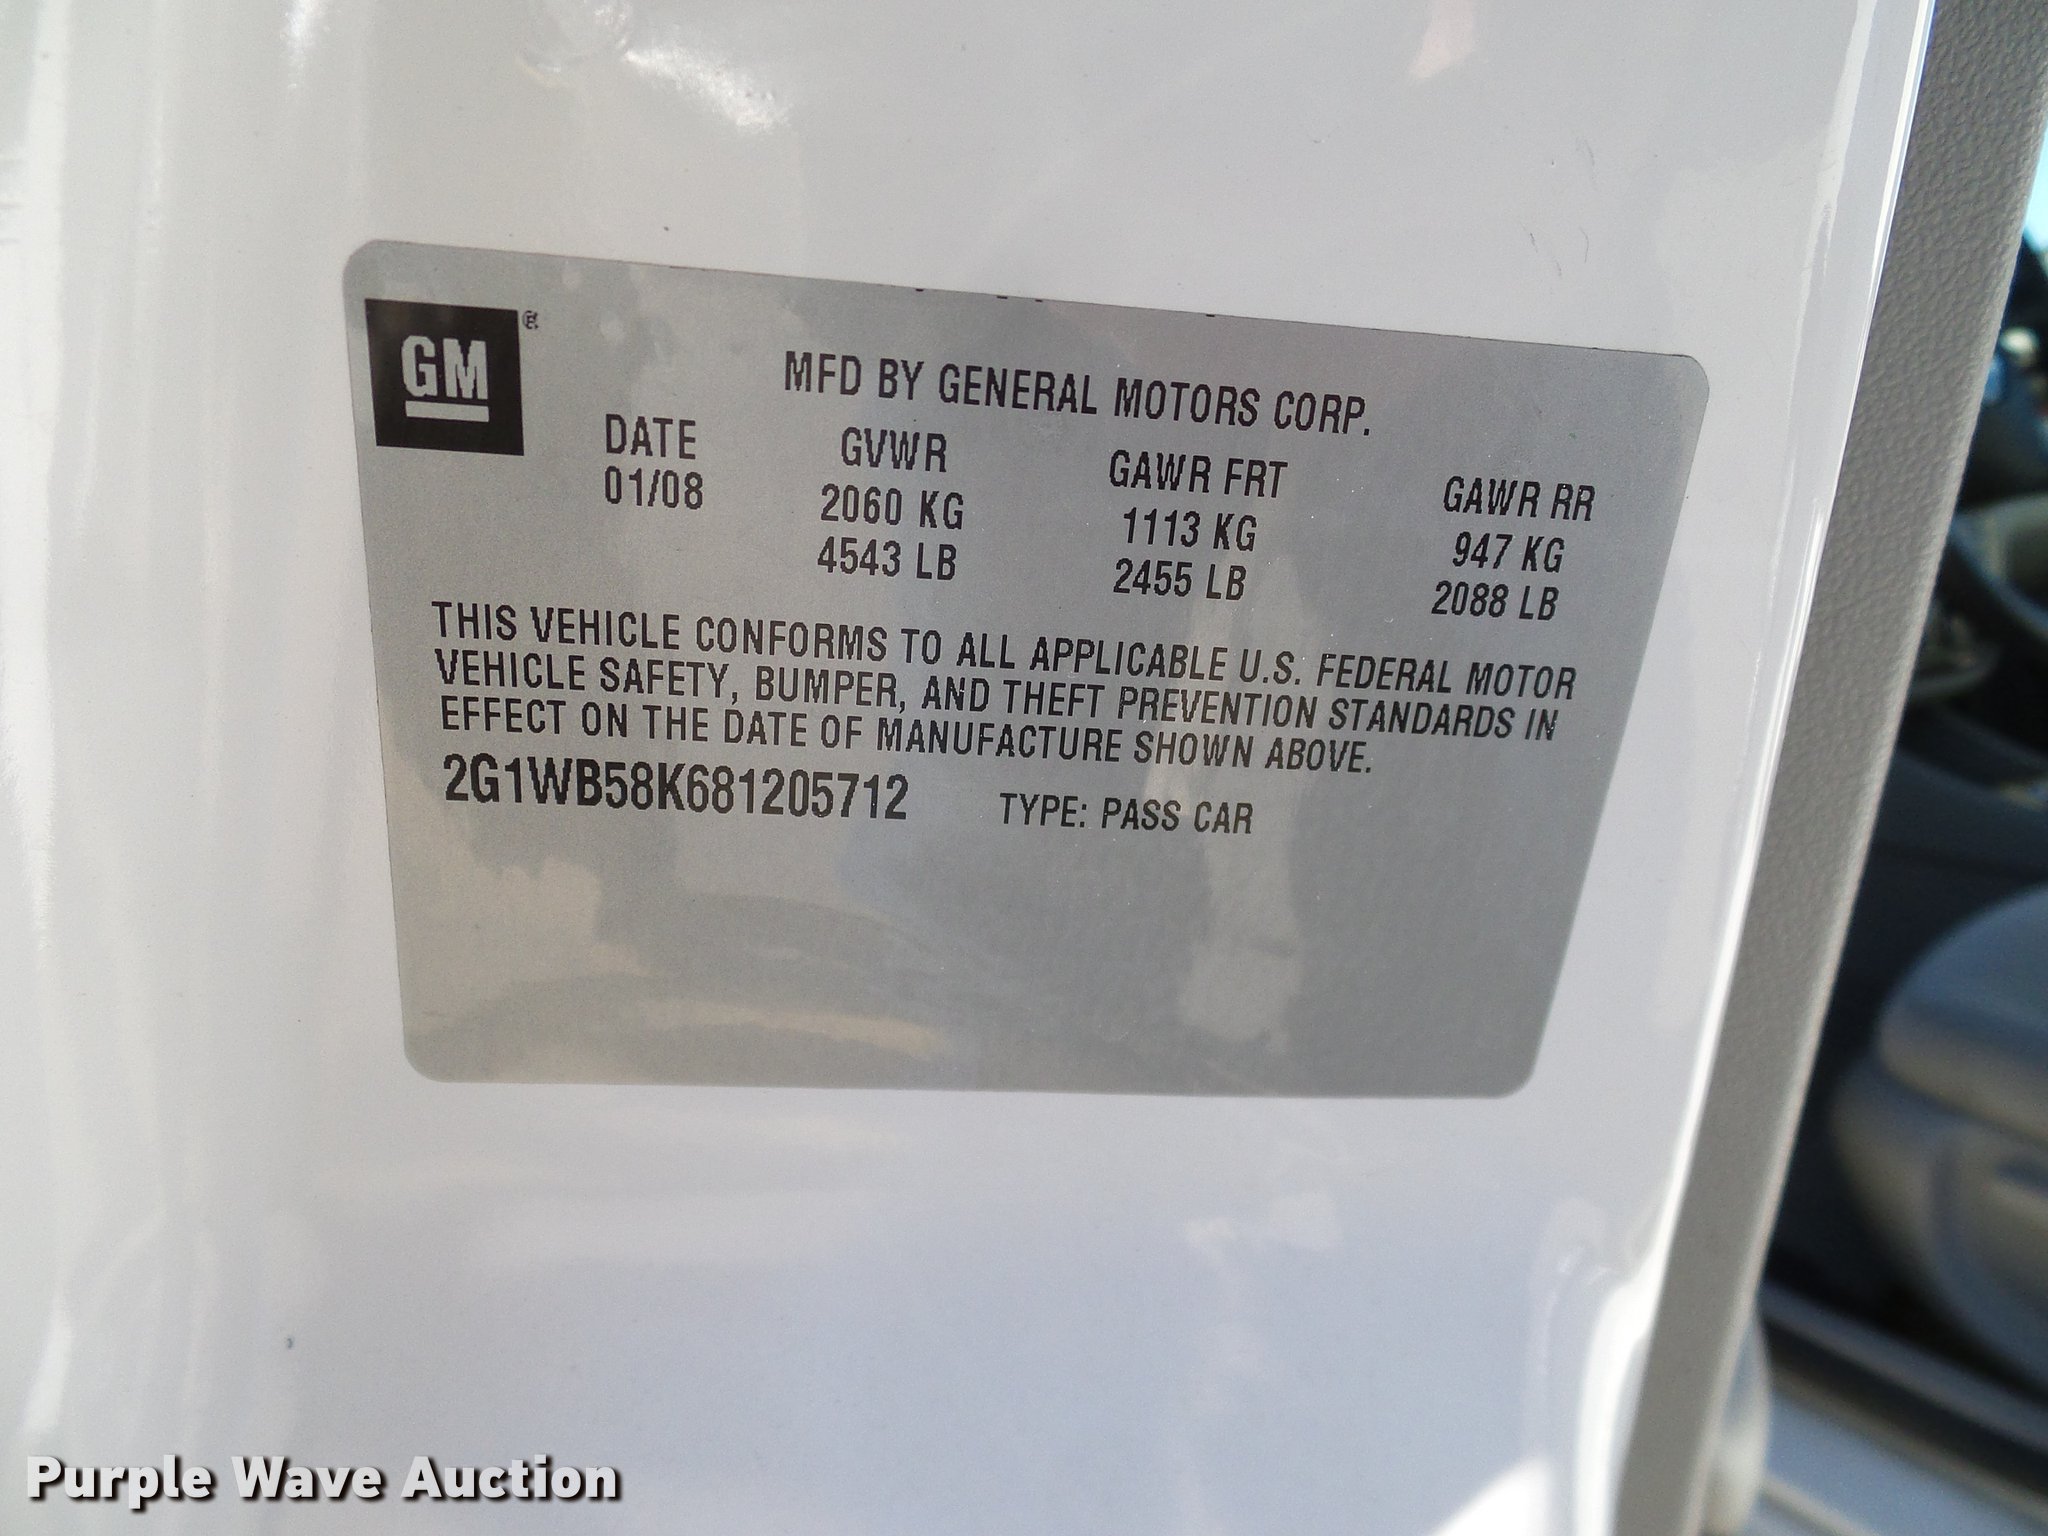 GM®
MFD BY GENERAL MOTORS CORP.
DATE GVWR GAWR FRT GAWR RR
01/08 2060 KG 1113 KG 947 KG
4543 LB 2455 LB 2088 LB
THIS VEHICLE CONFORMS TO ALL APPLICABLE U.S. FEDERAL MOTOR
VEHICLE SAFETY, BUMPER, AND THEFT PREVENTION STANDARDS IN
EFFECT ON THE DATE OF MANUFACTURE SHOWN ABOVE.
2G1WB58K681205712 TYPE: PASS CAR
Purple Wave Auction